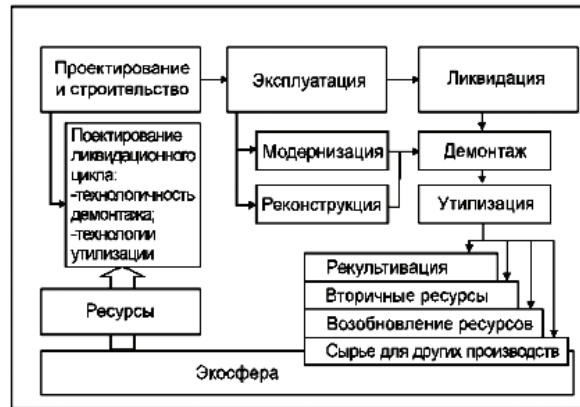 Проектирование
и строительство
Эксплуатация
Ликвидация
Поектирование
ликвидационного
цикла:
-технологичность
демонтажа;
-технологии
утилизации
Модернизация
Демонтаж
Реконструкция
Утилизация
Рекультивация
Вторичные ресурсы
Ресурсы
Возобновление ресурсов
Сырье для других производств
Экосфера